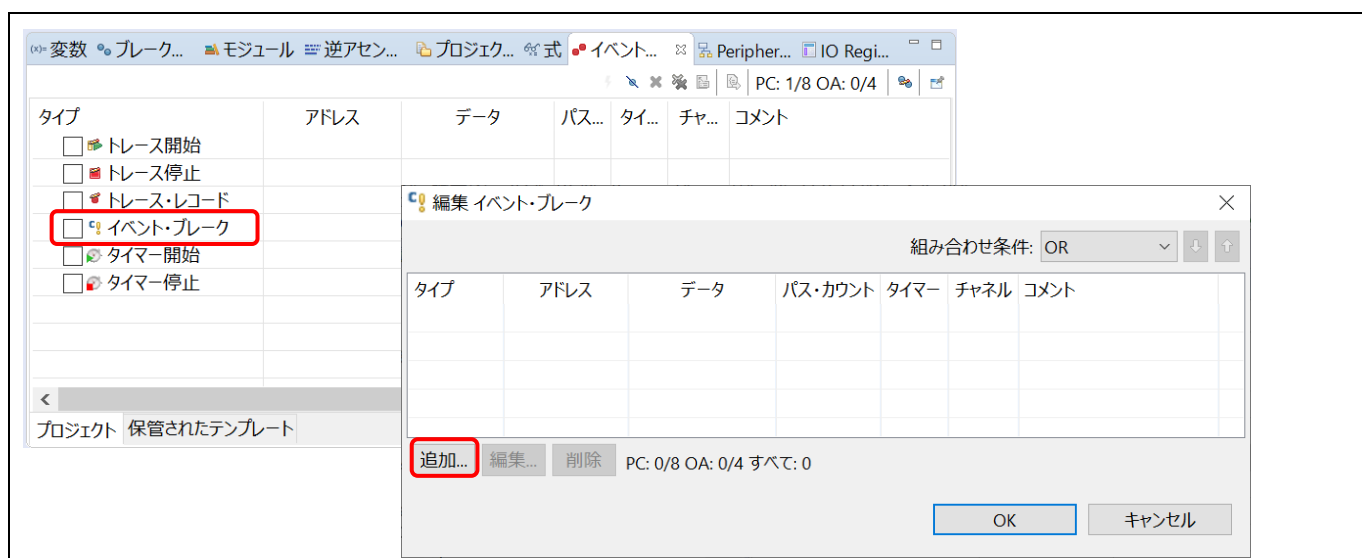 変数 ブレーク... モジュール 逆アセン... プロジェク... 式 イベント... Peripher... IO Regi...
PC: 1/8 OA: 0/4
タイプ アドレス データ パス... タイ... チャ... コメント
トレース開始
トレース停止
トレース・レコード
イベント・ブレーク
タイマー開始
タイマー停止
プロジェクト 保管されたテンプレート
編集 イベント・ブレーク
組み合わせ条件: OR
タイプ アドレス データ パス・カウント タイマー チャネル コメント
追加... 編集... 削除 PC: 0/8 OA: 0/4 すべて: 0
OK キャンセル